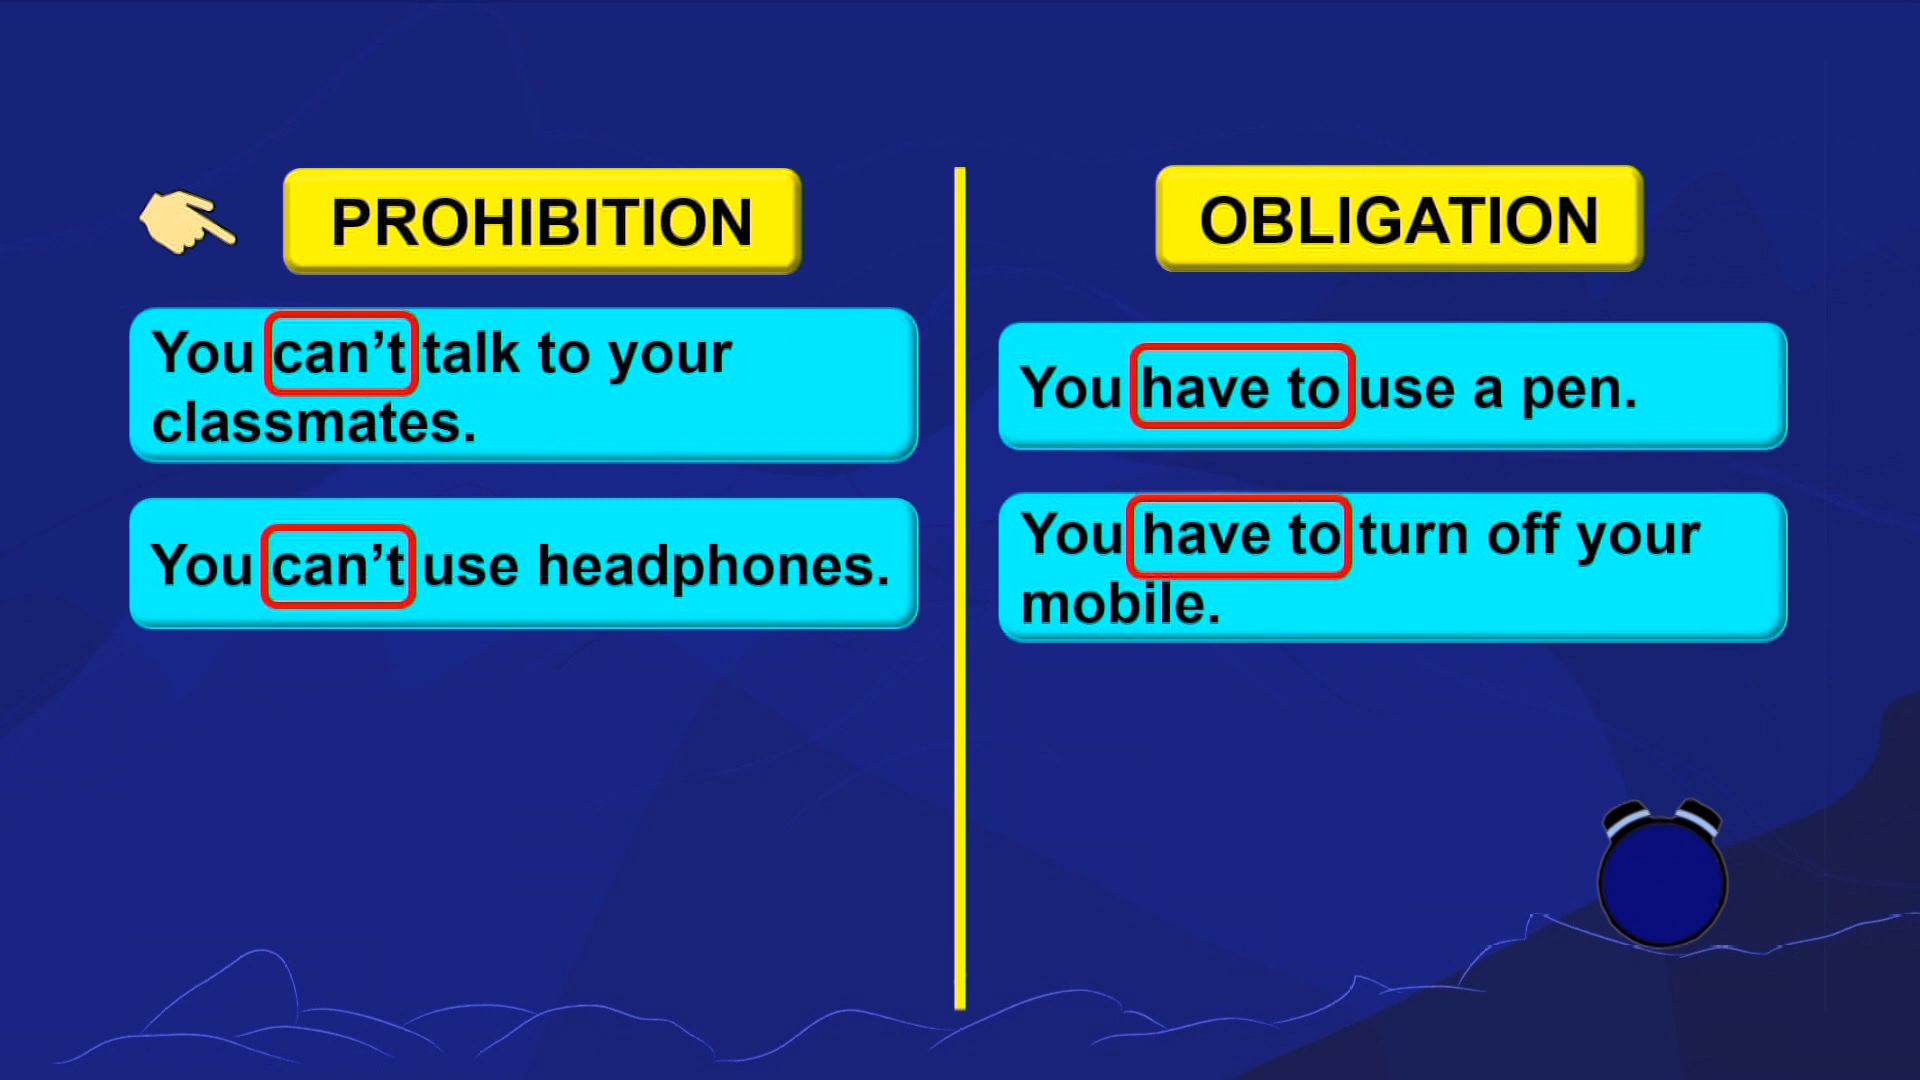 PROHIBITION
You can’t talk to your
classmates.
You can’t use headphones.
OBLIGATION
You have to use a pen.
You have to turn off your
mobile.